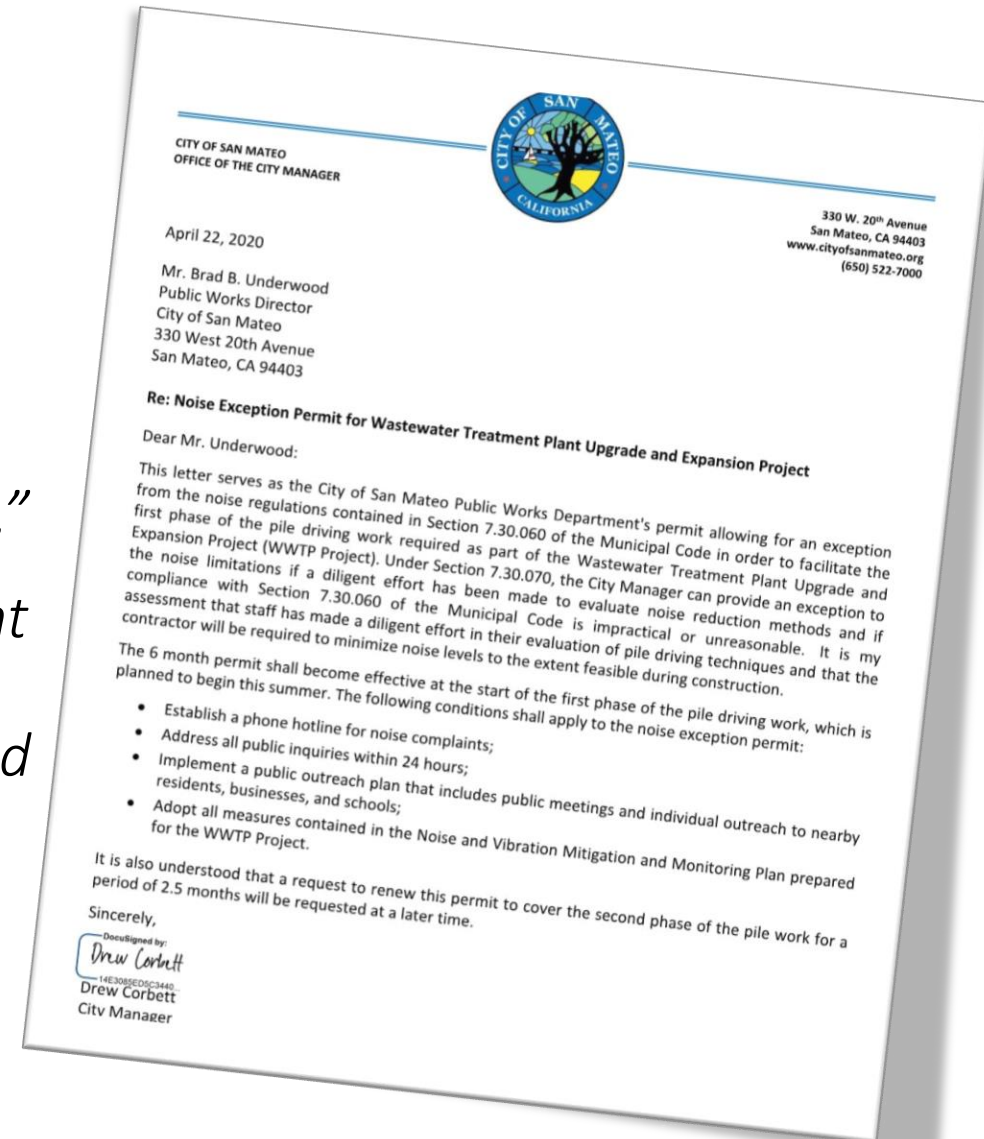 ”
nt
d
CITY OF SAN MATEO
OFFICE OF THE CITY MANAGER
CITY OF SAN MATEO
CALIFORNIA
330 W. 20th Avenue
San Mateo, CA 94403
www.cityofsanmateo.org
(650) 522-7000
April 22, 2020
Mr. Brad B. Underwood
Public Works Director
City of San Mateo
330 West 20th Avenue
San Mateo, CA 94403
Re: Noise Exception Permit for Wastewater Treatment Plant Upgrade and Expansion Project
Dear Mr. Underwood:
This letter serves as the City of San Mateo Public Works Department's permit allowing for an exception
from the noise regulations contained in Section 7.30.060 of the Municipal Code in order to facilitate the
first phase of the pile driving work required as part of the Wastewater Treatment Plant Upgrade and
Expansion Project (WWTP Project). Under Section 7.30.070, the City Manager can provide an exception to
the noise limitations if a diligent effort has been made to evaluate noise reduction methods and if
compliance with Section 7.30.060 of the Municipal Code is impractical or unreasonable. It is my
assessment that staff has made a diligent effort in their evaluation of pile driving techniques and that the
contractor will be required to minimize noise levels to the extent feasible during construction.
The 6 month permit shall become effective at the start of the first phase of the pile driving work, which is
planned to begin this summer. The following conditions shall apply to the noise exception permit:
• Establish a phone hotline for noise complaints;
• Address all public inquiries within 24 hours;
• Implement a public outreach plan that includes public meetings and individual outreach to nearby
residents, businesses, and schools;
• Adopt all measures contained in the Noise and Vibration Mitigation and Monitoring Plan prepared
for the WWTP Project.
It is also understood that a request to renew this permit to cover the second phase of the pile work for a
period of 2.5 months will be requested at a later time.
Sincerely,
DocuSigned by:
Drew Corbett
14E3085ED5C3440...
Drew Corbett
City Manager